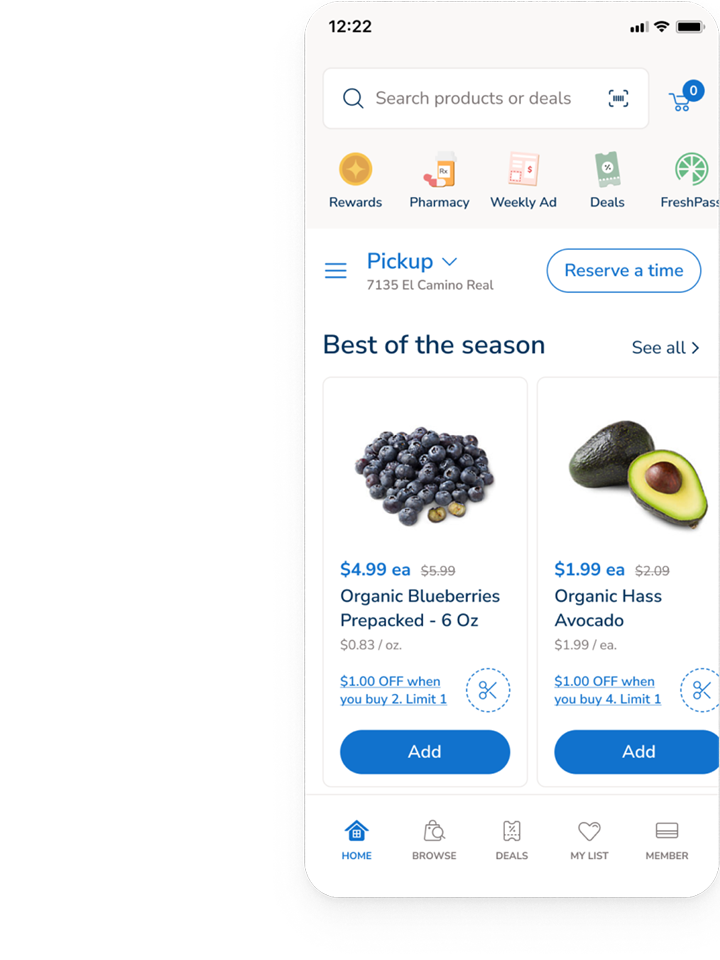 12:22
Search products or deals
0
Rx
$
%
Rewards
Pharmacy
Weekly Ad
Deals
FreshPass
Pickup
7135 El Camino Real
Reserve a time
Best of the season
See all
$4.99 ea $5.99
Organic Blueberries
Prepacked - 6 Oz
$0.83 / oz.
$1.00 OFF when
you buy 2. Limit 1
Add
$1.99 ea $2.09
Organic Hass
Avocado
$1.99 / ea.
$1.00 OFF when
you buy 4. Limit 1
Add
HOME
BROWSE
%
DEALS
MY LIST
MEMBER